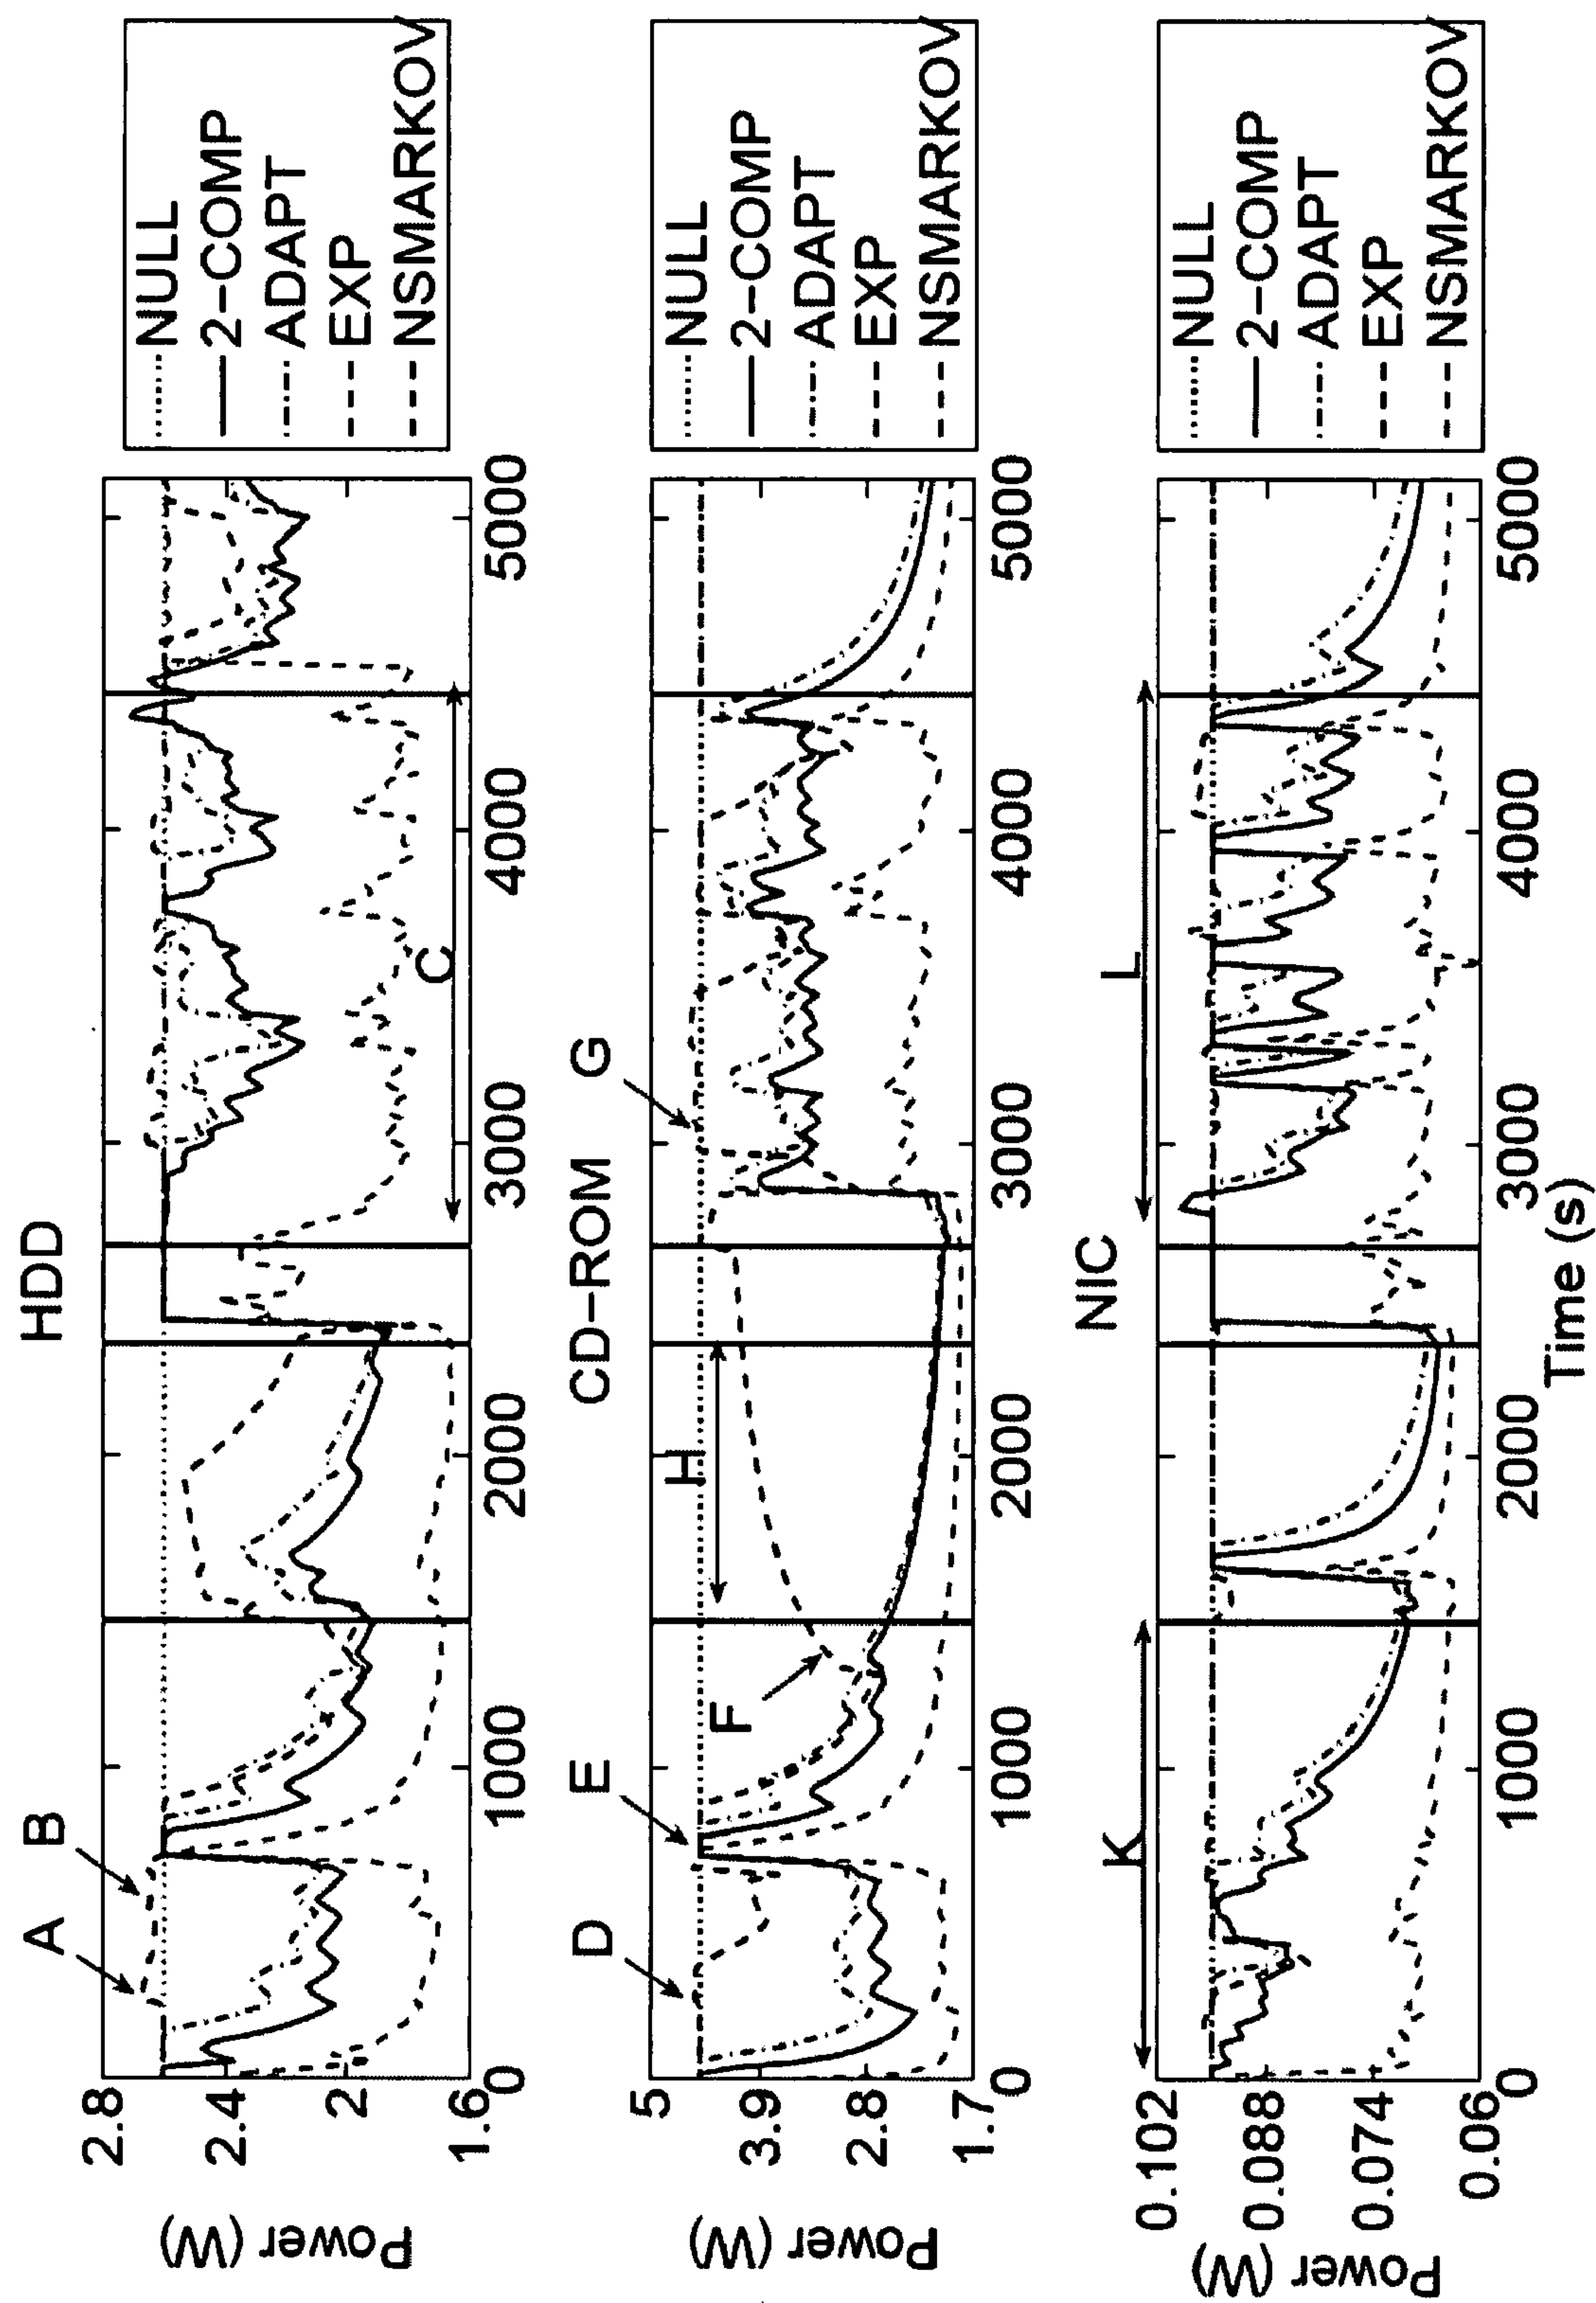 HDD
A
B
C
Power (W)
2.8
2.4
2
1.6
0
1000
2000
3000
4000
5000
NULL
2−COMP
ADAPT
EXP
NSMARKOV
CD−ROM
D
E
F
H
G
Power (W)
5
3.9
2.8
1.7
0
1000
2000
3000
4000
5000
NULL
2−COMP
ADAPT
EXP
NSMARKOV
NIC
K
L
Power (W)
0.102
0.088
0.074
0.06
0
1000
2000
3000
4000
5000
Time (s)
NULL
2−COMP
ADAPT
EXP
NSMARKOV